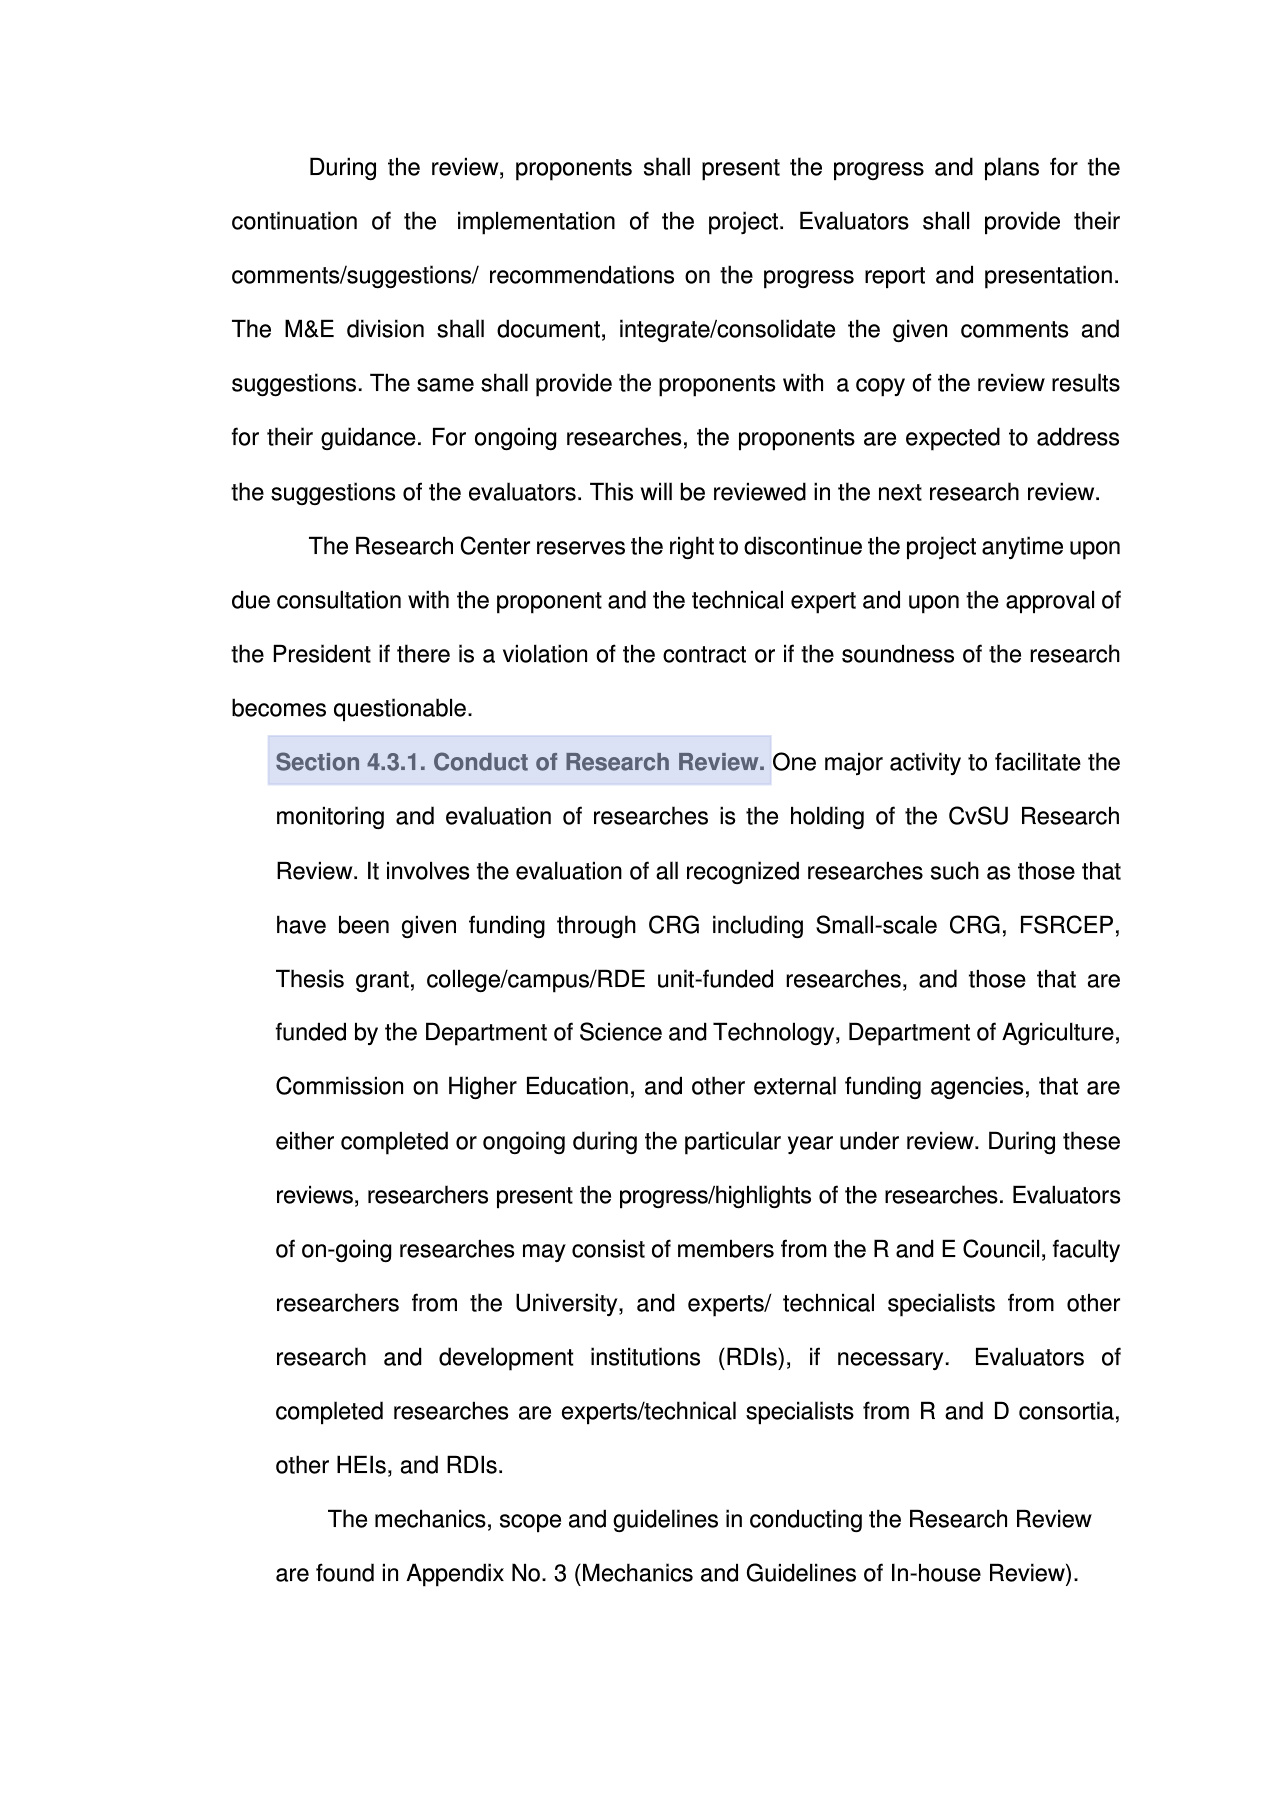 During the review, proponents shall present the progress and plans for the
continuation of the implementation of the project. Evaluators shall provide their
comments/suggestions/ recommendations on the progress report and presentation.
The M&E division shall document, integrate/consolidate the given comments and
suggestions. The same shall provide the proponents with a copy of the review results
for their guidance. For ongoing researches, the proponents are expected to address
the suggestions of the evaluators. This will be reviewed in the next research review.
The Research Center reserves the right to discontinue the project anytime upon
due consultation with the proponent and the technical expert and upon the approval of
the President if there is a violation of the contract or if the soundness of the research
becomes questionable.
Section 4.3.1. Conduct of Research Review. One major activity to facilitate the
monitoring and evaluation of researches is the holding of the CvSU Research
Review. It involves the evaluation of all recognized researches such as those that
have been given funding through CRG including Small-scale CRG, FSRCEP,
Thesis grant, college/campus/RDE unit-funded researches, and those that are
funded by the Department of Science and Technology, Department of Agriculture,
Commission on Higher Education, and other external funding agencies, that are
either completed or ongoing during the particular year under review. During these
reviews, researchers present the progress/highlights of the researches. Evaluators
of on-going researches may consist of members from the R and E Council, faculty
researchers from the University, and experts/ technical specialists from other
research and development institutions (RDIs), if necessary. Evaluators of
completed researches are experts/technical specialists from R and D consortia,
other HEIs, and RDIs.
The mechanics, scope and guidelines in conducting the Research Review
are found in Appendix No. 3 (Mechanics and Guidelines of In-house Review).